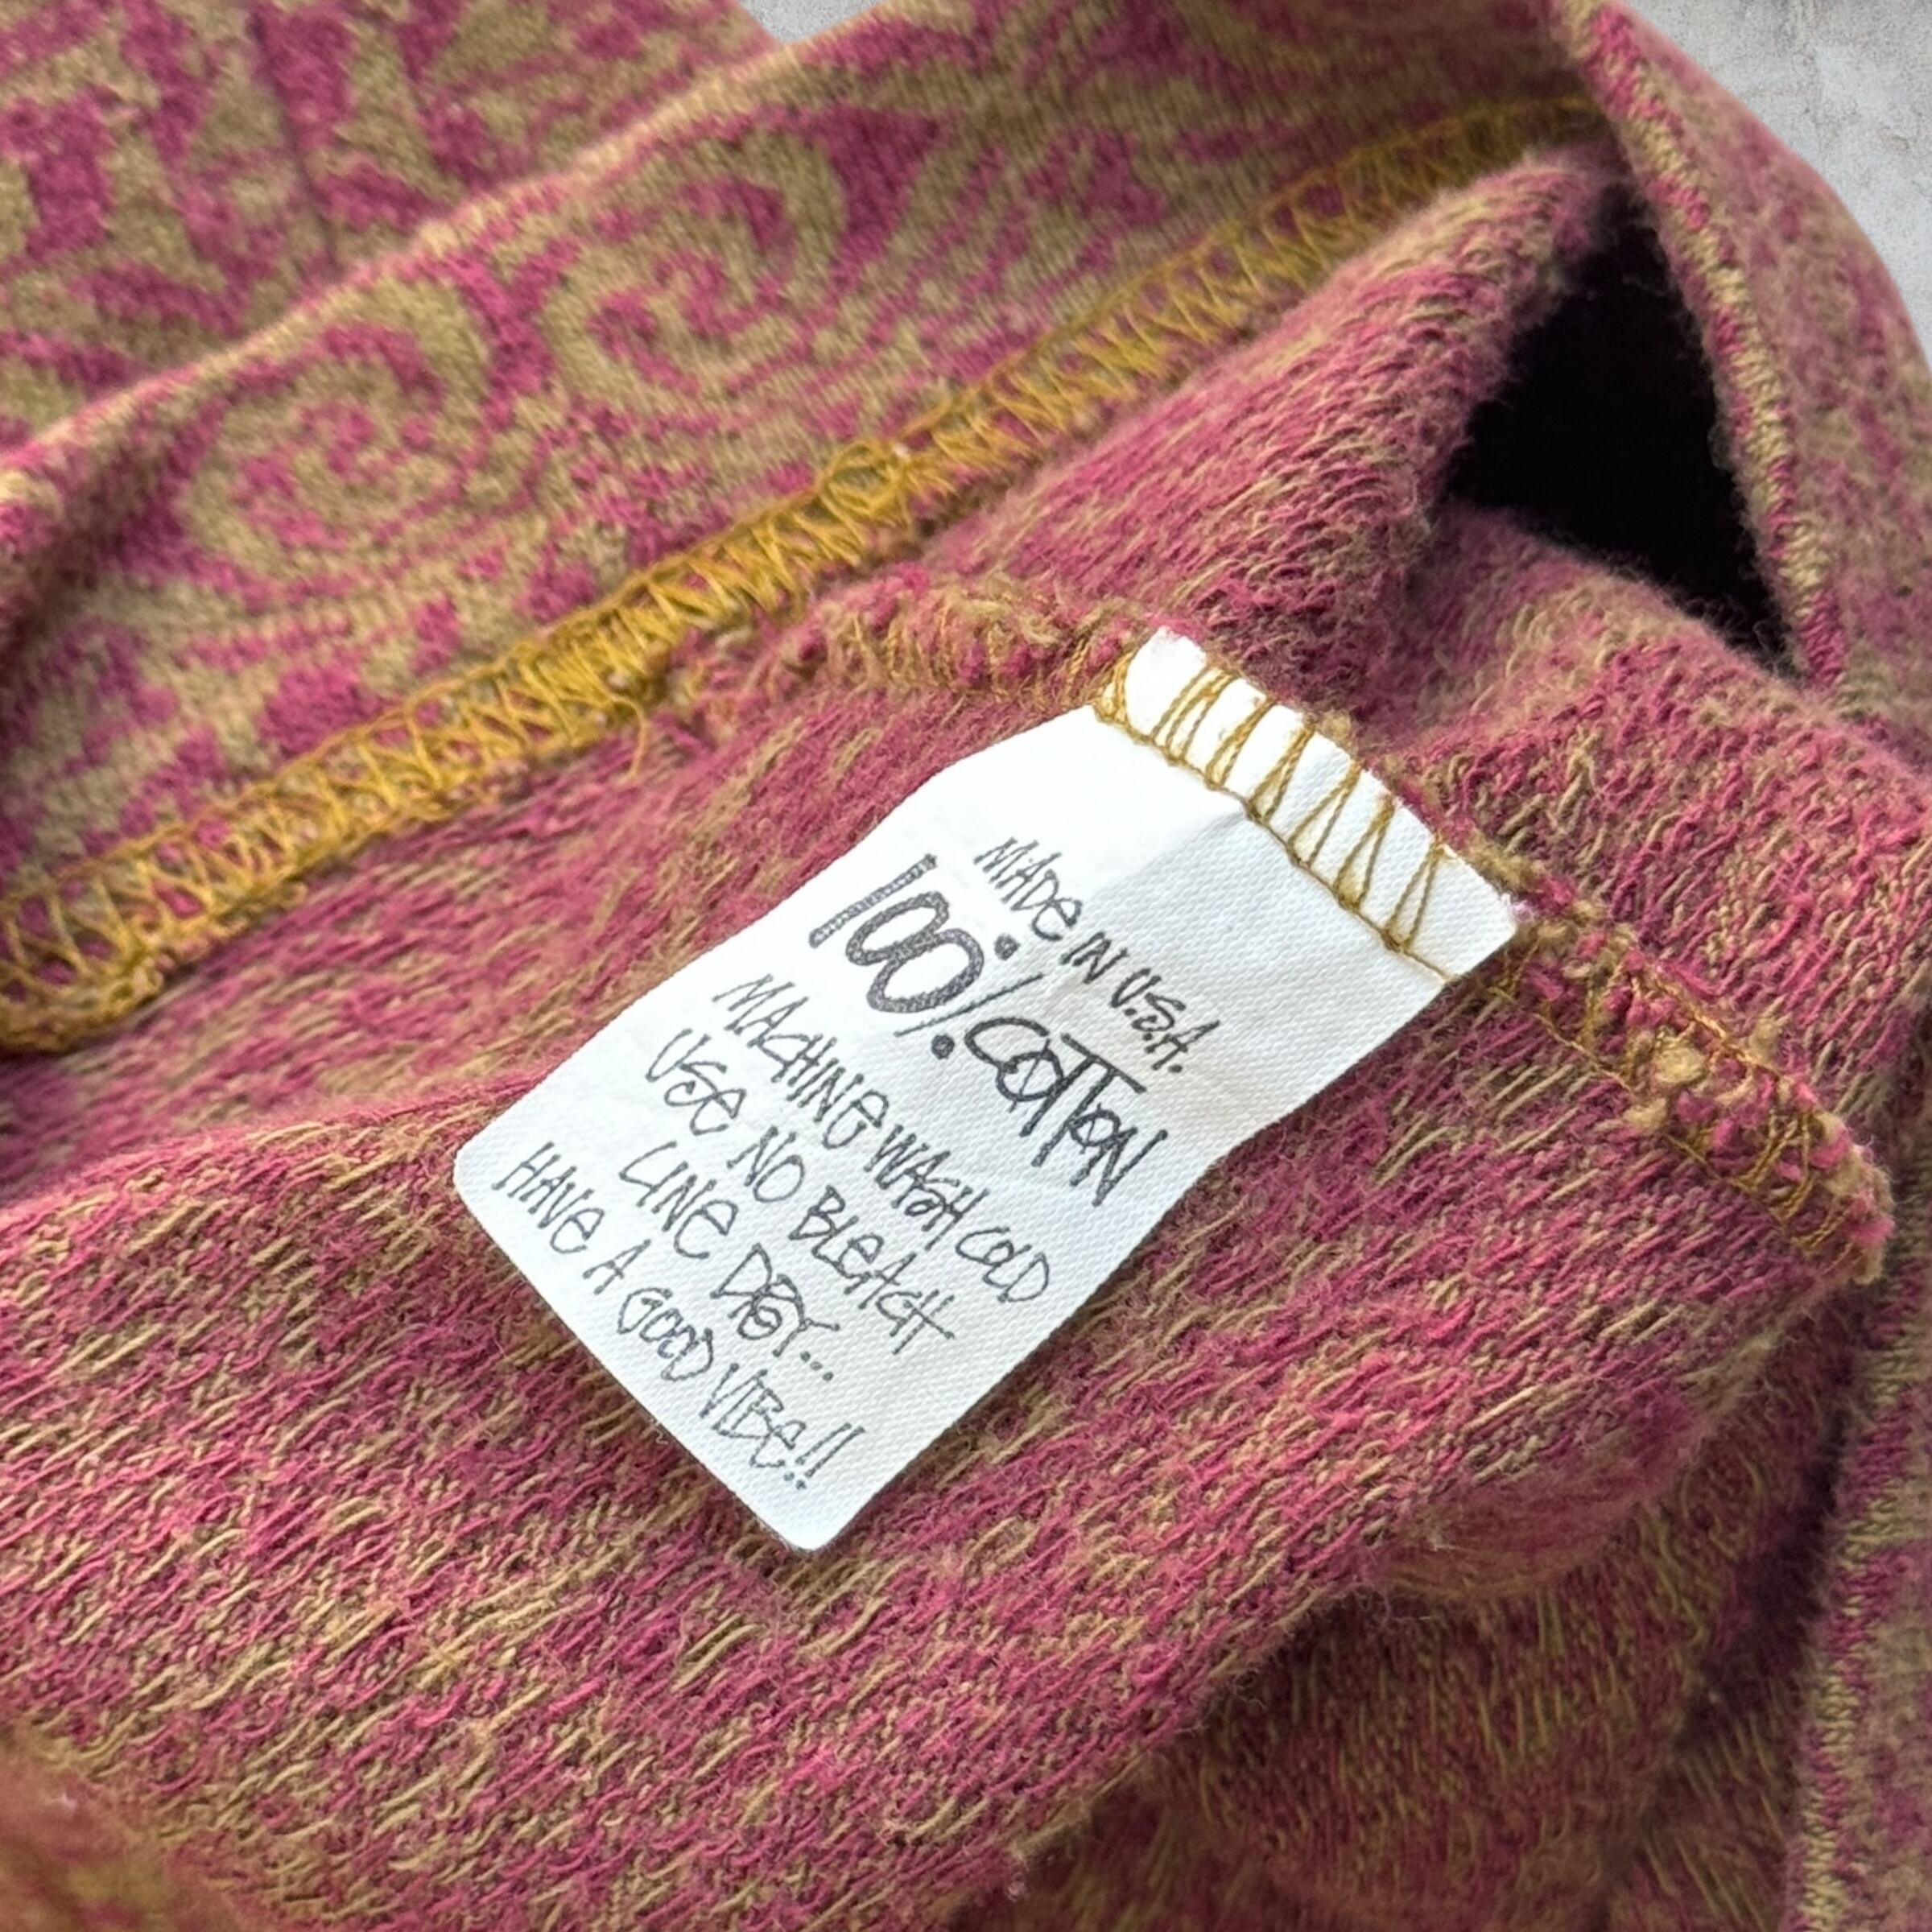 MADE IN U.S.A.
100% COTTON
MACHINE WASH COLD
USE NO BLEACH
LINE DRY...
HAVE A GOOD VIBE!!